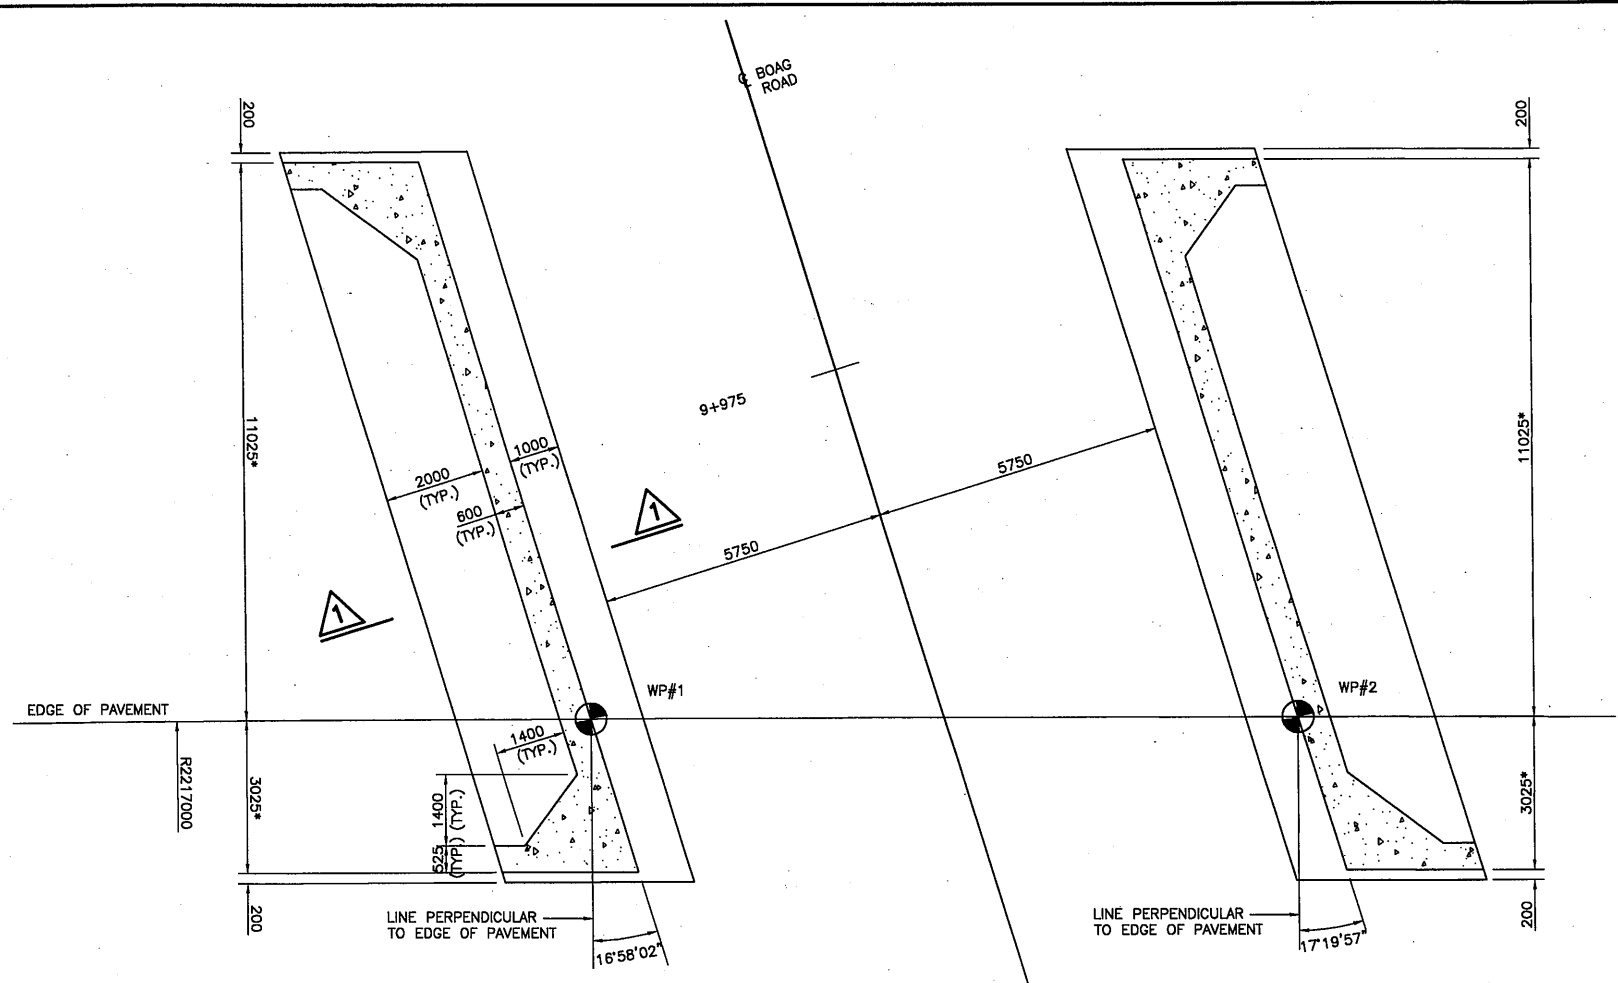 ℄ BOAG
ROAD
200
200
11025*
11025*
9+975
1000
(TYP.)
2000
(TYP.)
600
(TYP.)
1
5750
5750
1
WP#1
WP#2
EDGE OF PAVEMENT
R2217000
1400
(TYP.)
1400
(TYP.)
525
(TYP.)
3025*
3025*
200
200
LINE PERPENDICULAR
TO EDGE OF PAVEMENT
16°58'02"
LINE PERPENDICULAR
TO EDGE OF PAVEMENT
17°19'57"